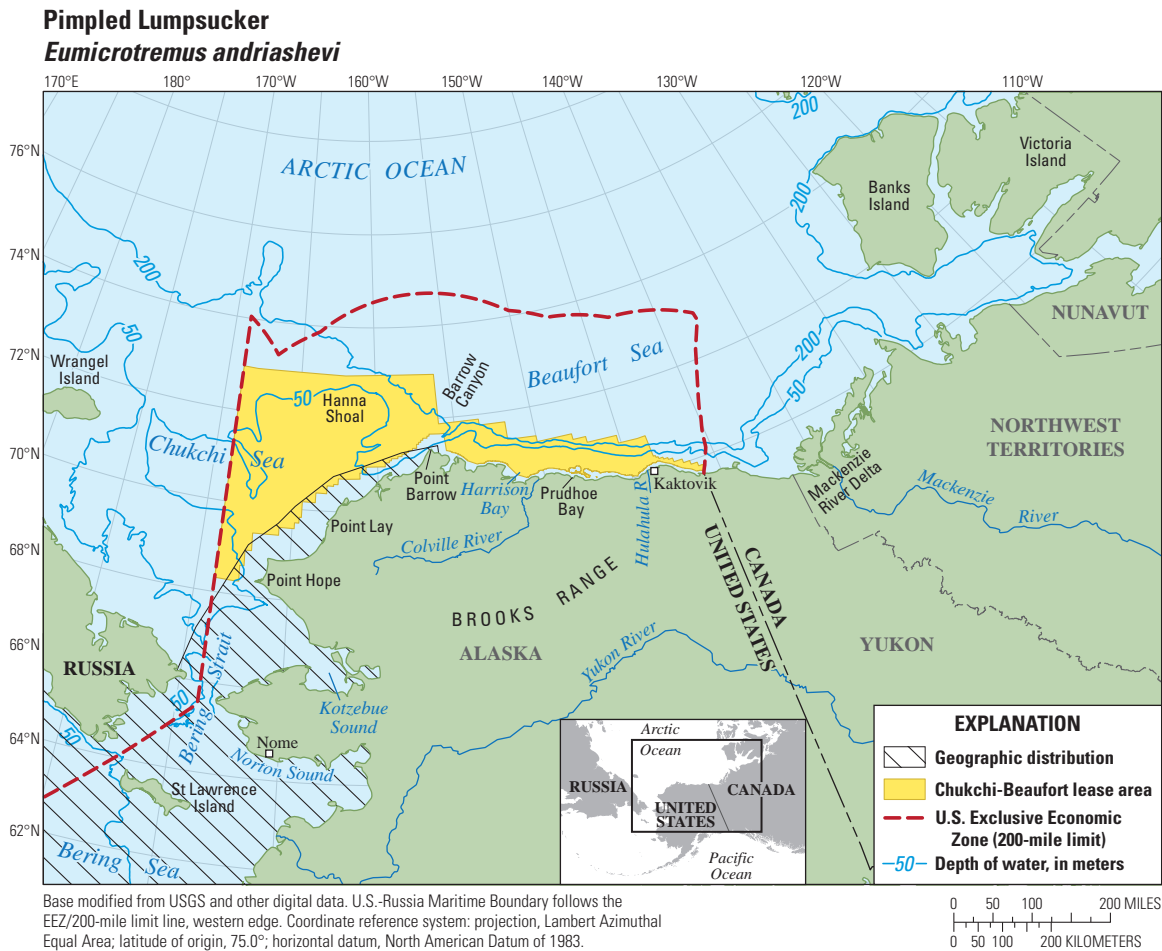 Pimpled Lumpsucker
Eumicrotremus andriashevi
170°E
180°
170°W
160°W
150°W
140°W
130°W
120°W
110°W
76°N
74°N
72°N
70°N
68°N
66°N
64°N
62°N
ARCTIC OCEAN
200
200
200
Banks
Island
Victoria
Island
NUNAVUT
200
50
Wrangel
Island
50
Hanna
Shoal
Barrow
Canyon
Beaufort Sea
200
50
Chukchi Sea
NORTHWEST
TERRITORIES
Point
Barrow
Harrison
Bay
Prudhoe
Bay
Hulahula R
Kaktovik
Mackenzie
River Delta
Mackenzie
River
Point Lay
Colville River
Point Hope
BROOKS RANGE
CANADA
UNITED STATES
ALASKA
YUKON
RUSSIA
Bering Strait
Yukon River
50
50
Kotzebue
Sound
Nome
Norton Sound
St Lawrence
Island
Bering Sea
Arctic
Ocean
RUSSIA
UNITED
STATES
CANADA
Pacific
Ocean
EXPLANATION
Geographic distribution
Chukchi-Beaufort lease area
U.S. Exclusive Economic
Zone (200-mile limit)
50 Depth of water, in meters
Base modified from USGS and other digital data. U.S.-Russia Maritime Boundary follows the
EEZ/200-mile limit line, western edge. Coordinate reference system: projection, Lambert Azimuthal
Equal Area; latitude of origin, 75.0°; horizontal datum, North American Datum of 1983.
0 50 100 200 MILES
0 50 100 200 KILOMETERS